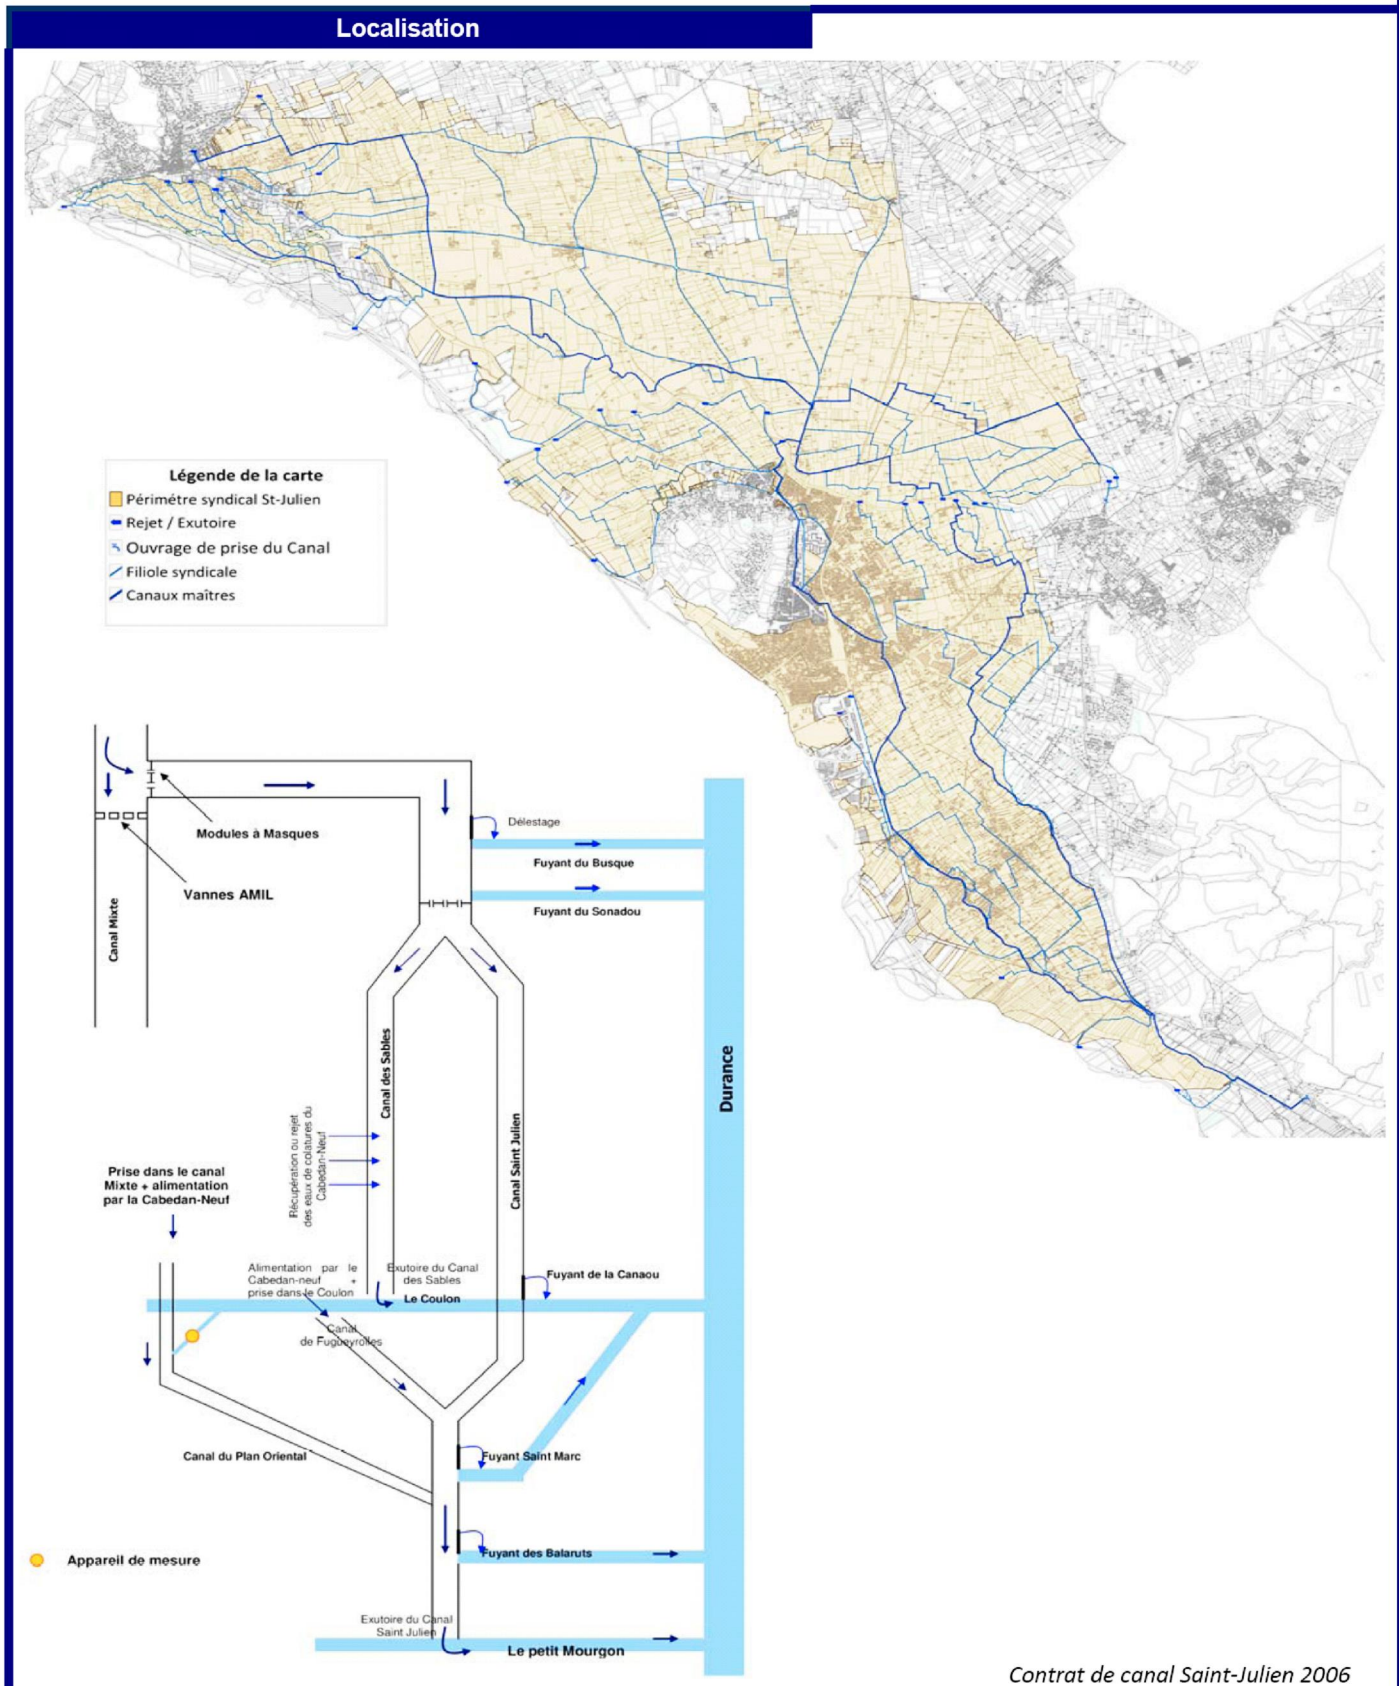 Localisation
Légende de la carte
Périmétre syndical St-Julien
Rejet / Exutoire
Ouvrage de prise du Canal
Filiole syndicale
Canaux maîtres
Modules à Masques
Vannes AMIL
Canal Mixte
Délestage
Fuyant du Busque
Fuyant du Sonadou
Canal des Sables
Canal Saint Julien
Durance
Récupération ou rejet
des eaux de colatures du
Cabedan-Neuf
Prise dans le canal
Mixte + alimentation
par la Cabedan-Neuf
Alimentation par le
Cabedan-neuf +
prise dans le Coulon
Exutoire du Canal
des Sables
Le Coulon
Fuyant de la Canaou
Canal
de Fugueyrolles
Canal du Plan Oriental
Fuyant Saint Marc
Fuyant des Balaruts
Appareil de mesure
Exutoire du Canal
Saint Julien
Le petit Mourgon
Contrat de canal Saint-Julien 2006